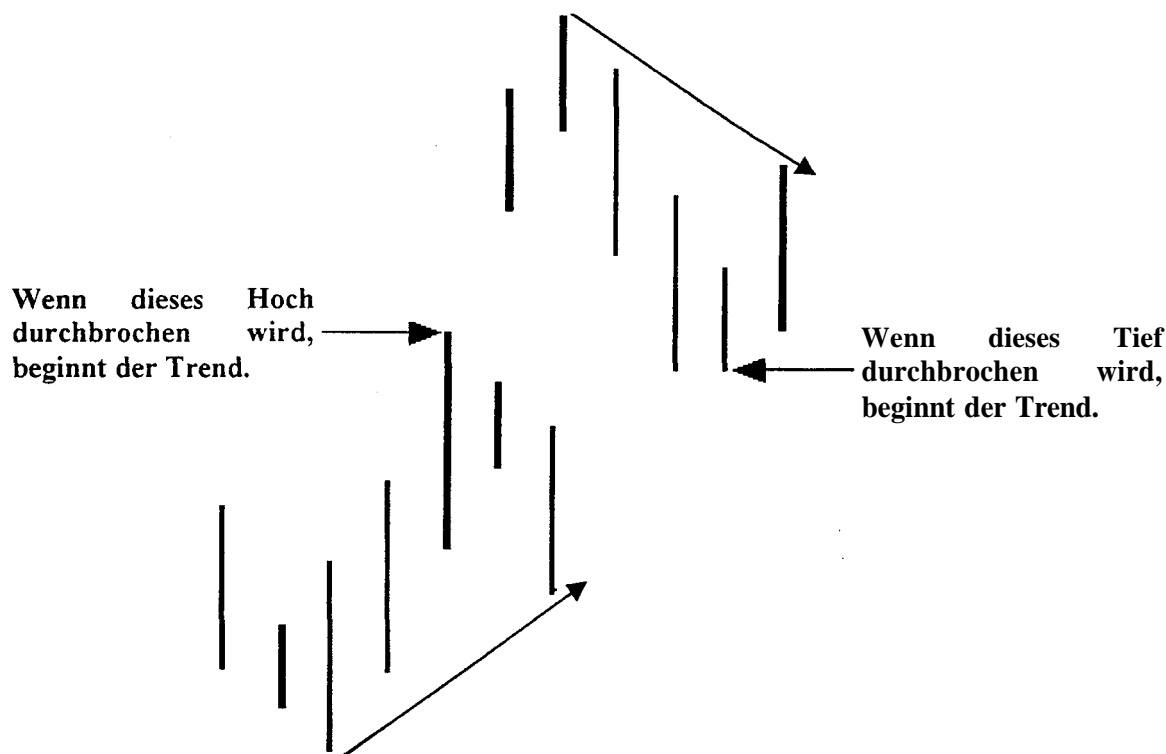 Wenn dieses Hoch
durchbrochen wird,
beginnt der Trend.
Wenn dieses Tief
durchbrochen wird,
beginnt der Trend.